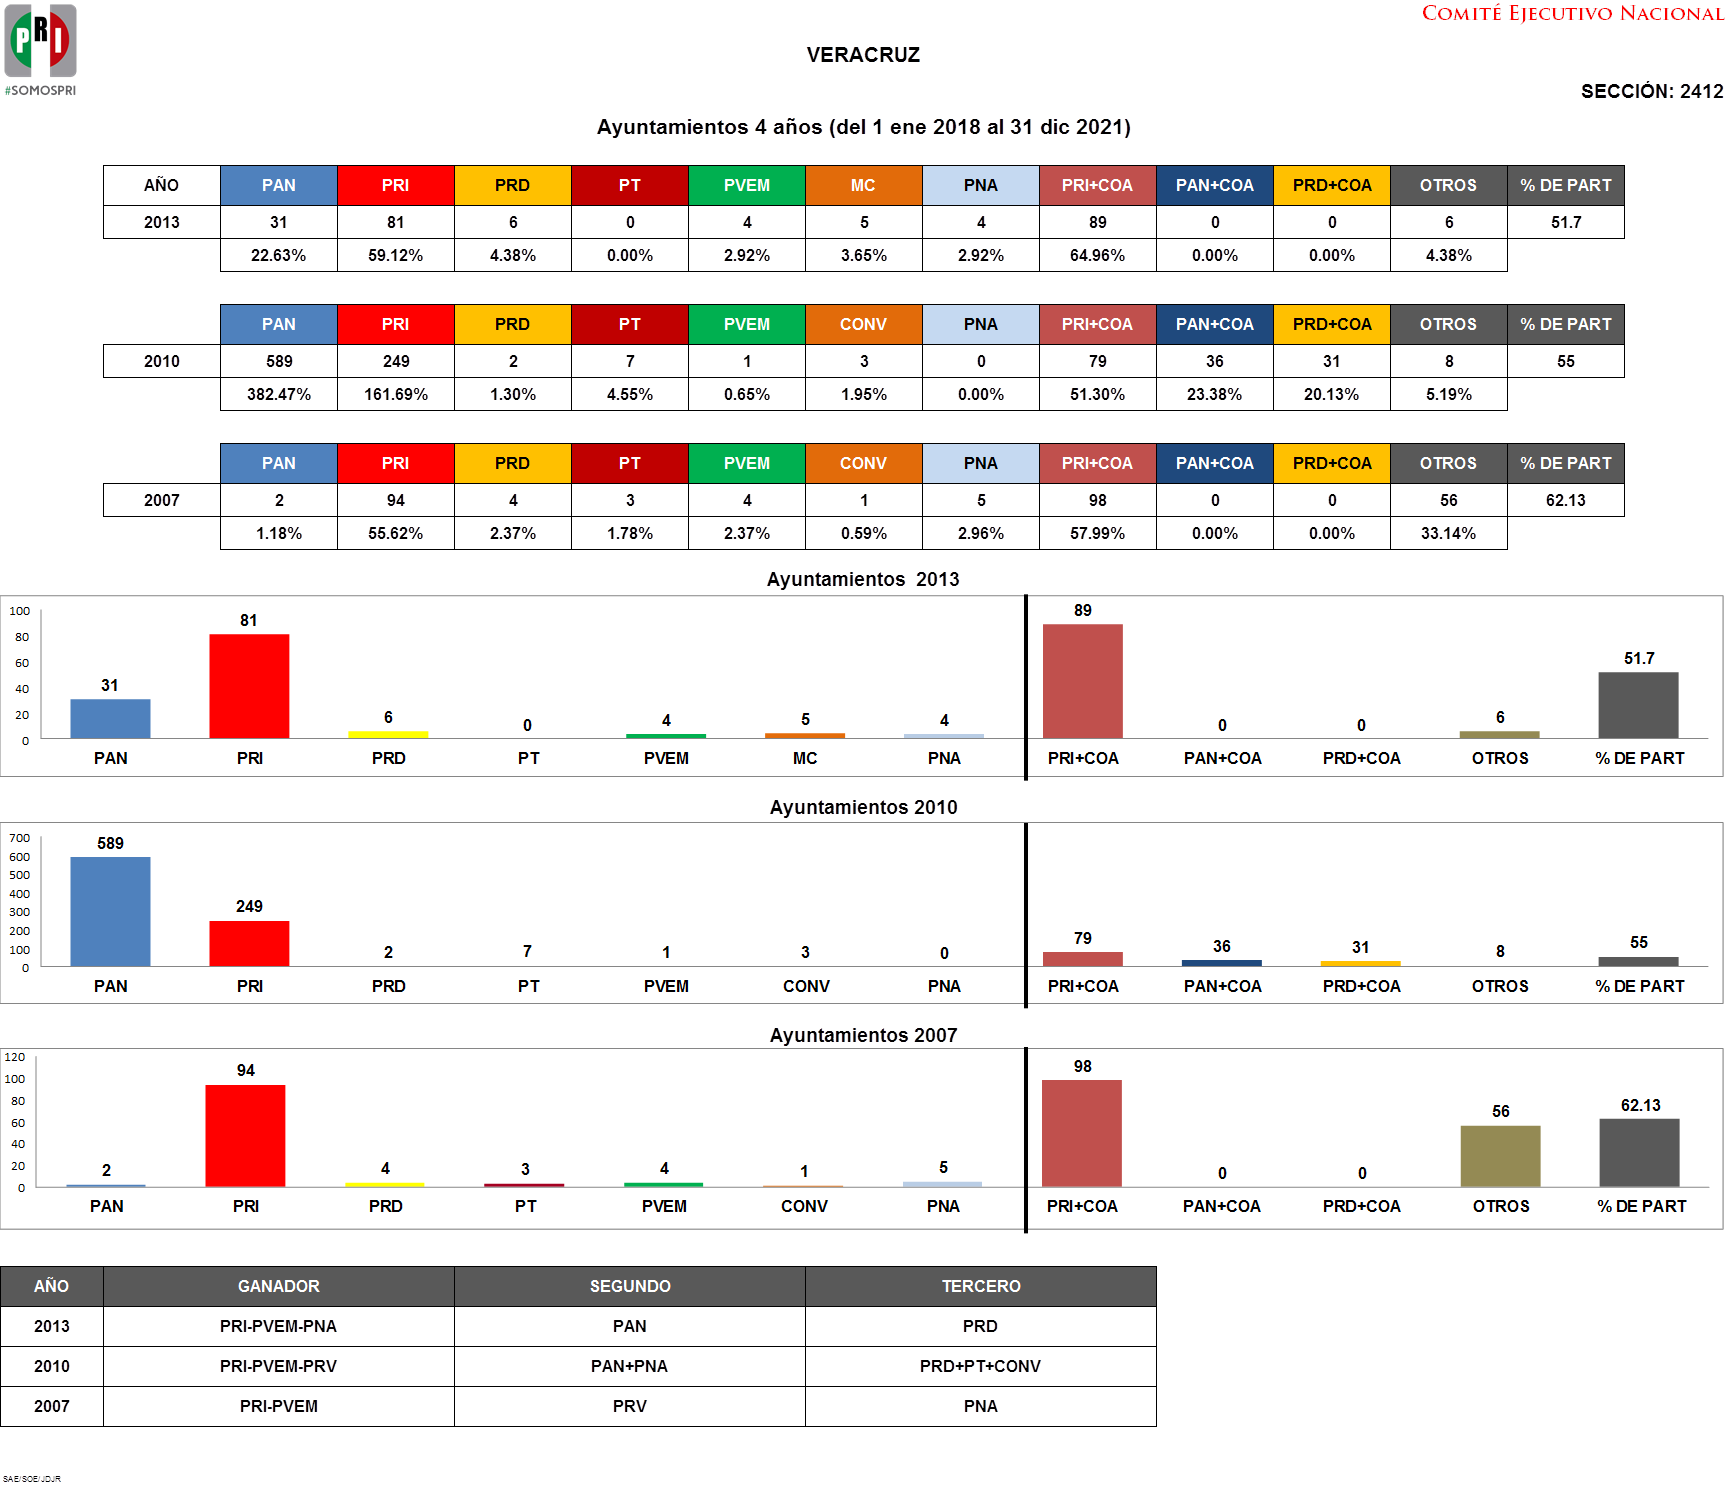 PRI
#SOMOSPRI
COMITÉ EJECUTIVO NACIONAL
VERACRUZ
SECCIÓN: 2412
Ayuntamientos 4 años (del 1 ene 2018 al 31 dic 2021)
AÑO PAN PRI PRD PT PVEM MC PNA PRI+COA PAN+COA PRD+COA OTROS % DE PART
2013 31 81 6 0 4 5 4 89 0 0 6 51.7
22.63% 59.12% 4.38% 0.00% 2.92% 3.65% 2.92% 64.96% 0.00% 0.00% 4.38%
PAN PRI PRD PT PVEM CONV PNA PRI+COA PAN+COA PRD+COA OTROS % DE PART
2010 589 249 2 7 1 3 0 79 36 31 8 55
382.47% 161.69% 1.30% 4.55% 0.65% 1.95% 0.00% 51.30% 23.38% 20.13% 5.19%
PAN PRI PRD PT PVEM CONV PNA PRI+COA PAN+COA PRD+COA OTROS % DE PART
2007 2 94 4 3 4 1 5 98 0 0 56 62.13
1.18% 55.62% 2.37% 1.78% 2.37% 0.59% 2.96% 57.99% 0.00% 0.00% 33.14%
Ayuntamientos 2013
100
80
60
40
20
0
31 81 6 0 4 5 4 89 0 0 6 51.7
PAN PRI PRD PT PVEM MC PNA PRI+COA PAN+COA PRD+COA OTROS % DE PART
Ayuntamientos 2010
700
600
500
400
300
200
100
0
589 249 2 7 1 3 0 79 36 31 8 55
PAN PRI PRD PT PVEM CONV PNA PRI+COA PAN+COA PRD+COA OTROS % DE PART
Ayuntamientos 2007
120
100
80
60
40
20
0
2 94 4 3 4 1 5 98 0 0 56 62.13
PAN PRI PRD PT PVEM CONV PNA PRI+COA PAN+COA PRD+COA OTROS % DE PART
AÑO GANADOR SEGUNDO TERCERO
2013 PRI-PVEM-PNA PAN PRD
2010 PRI-PVEM-PRV PAN+PNA PRD+PT+CONV
2007 PRI-PVEM PRV PNA
SAE/SOE/JDJR